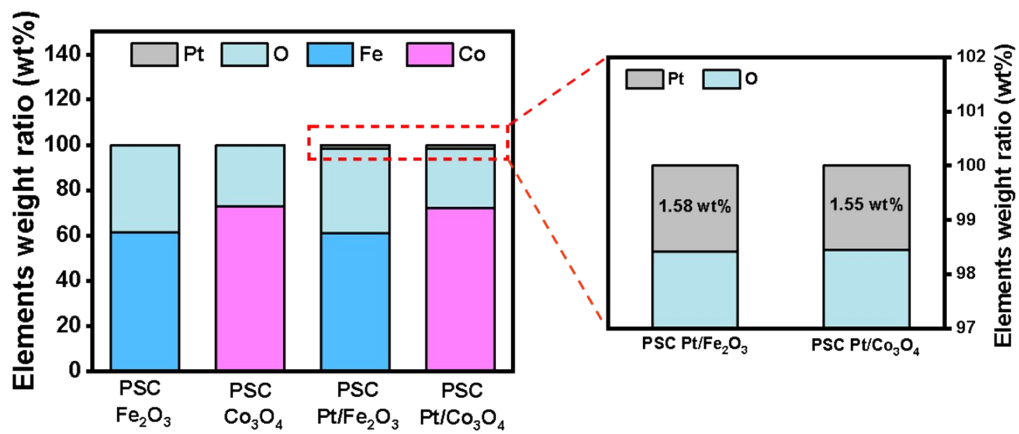 Elements weight ratio (wt%)
140
120
100
80
60
40
20
0
Pt O Fe Co
PSC Fe₂O₃
PSC Co₃O₄
PSC Pt/Fe₂O₃
PSC Pt/Co₃O₄
Pt O
1.58 wt%
1.55 wt%
PSC Pt/Fe₂O₃
PSC Pt/Co₃O₄
102
101
100
99
98
97
Elements weight ratio (wt%)